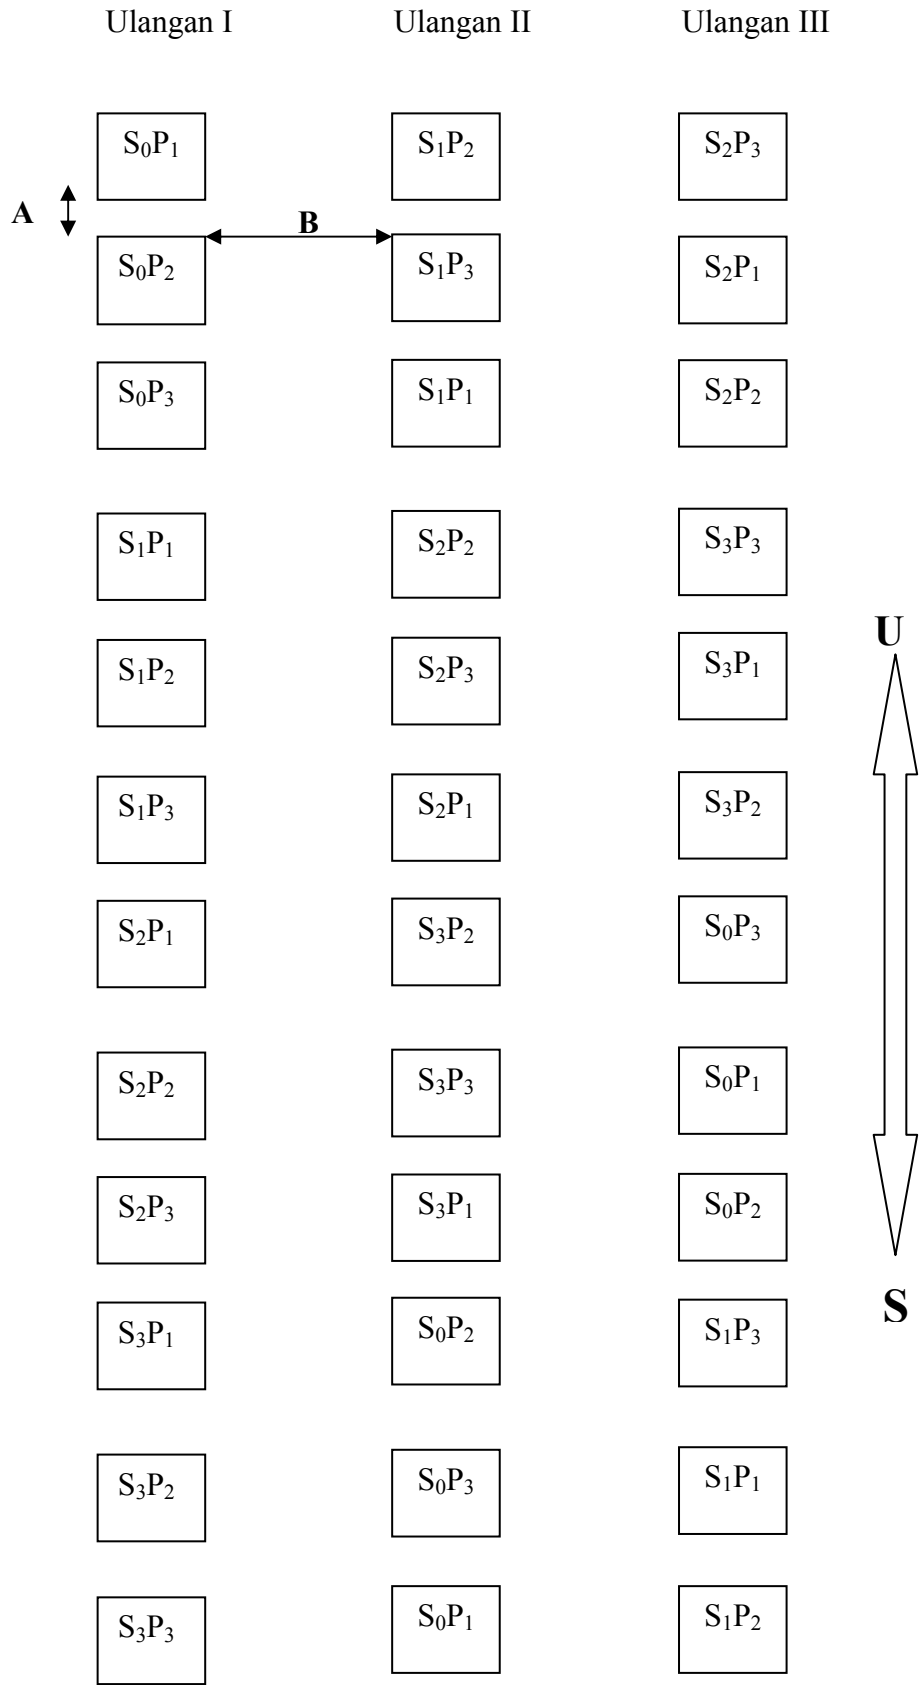 Ulangan I Ulangan II Ulangan III
S₀P₁ S₁P₂ S₂P₃
A
B
S₀P₂ S₁P₃ S₂P₁
S₀P₃ S₁P₁ S₂P₂
S₁P₁ S₂P₂ S₃P₃
U
S₁P₂ S₂P₃ S₃P₁
S₁P₃ S₂P₁ S₃P₂
S₂P₁ S₃P₂ S₀P₃
S₂P₂ S₃P₃ S₀P₁
S₂P₃ S₃P₁ S₀P₂
S
S₃P₁ S₀P₂ S₁P₃
S₃P₂ S₀P₃ S₁P₁
S₃P₃ S₀P₁ S₁P₂